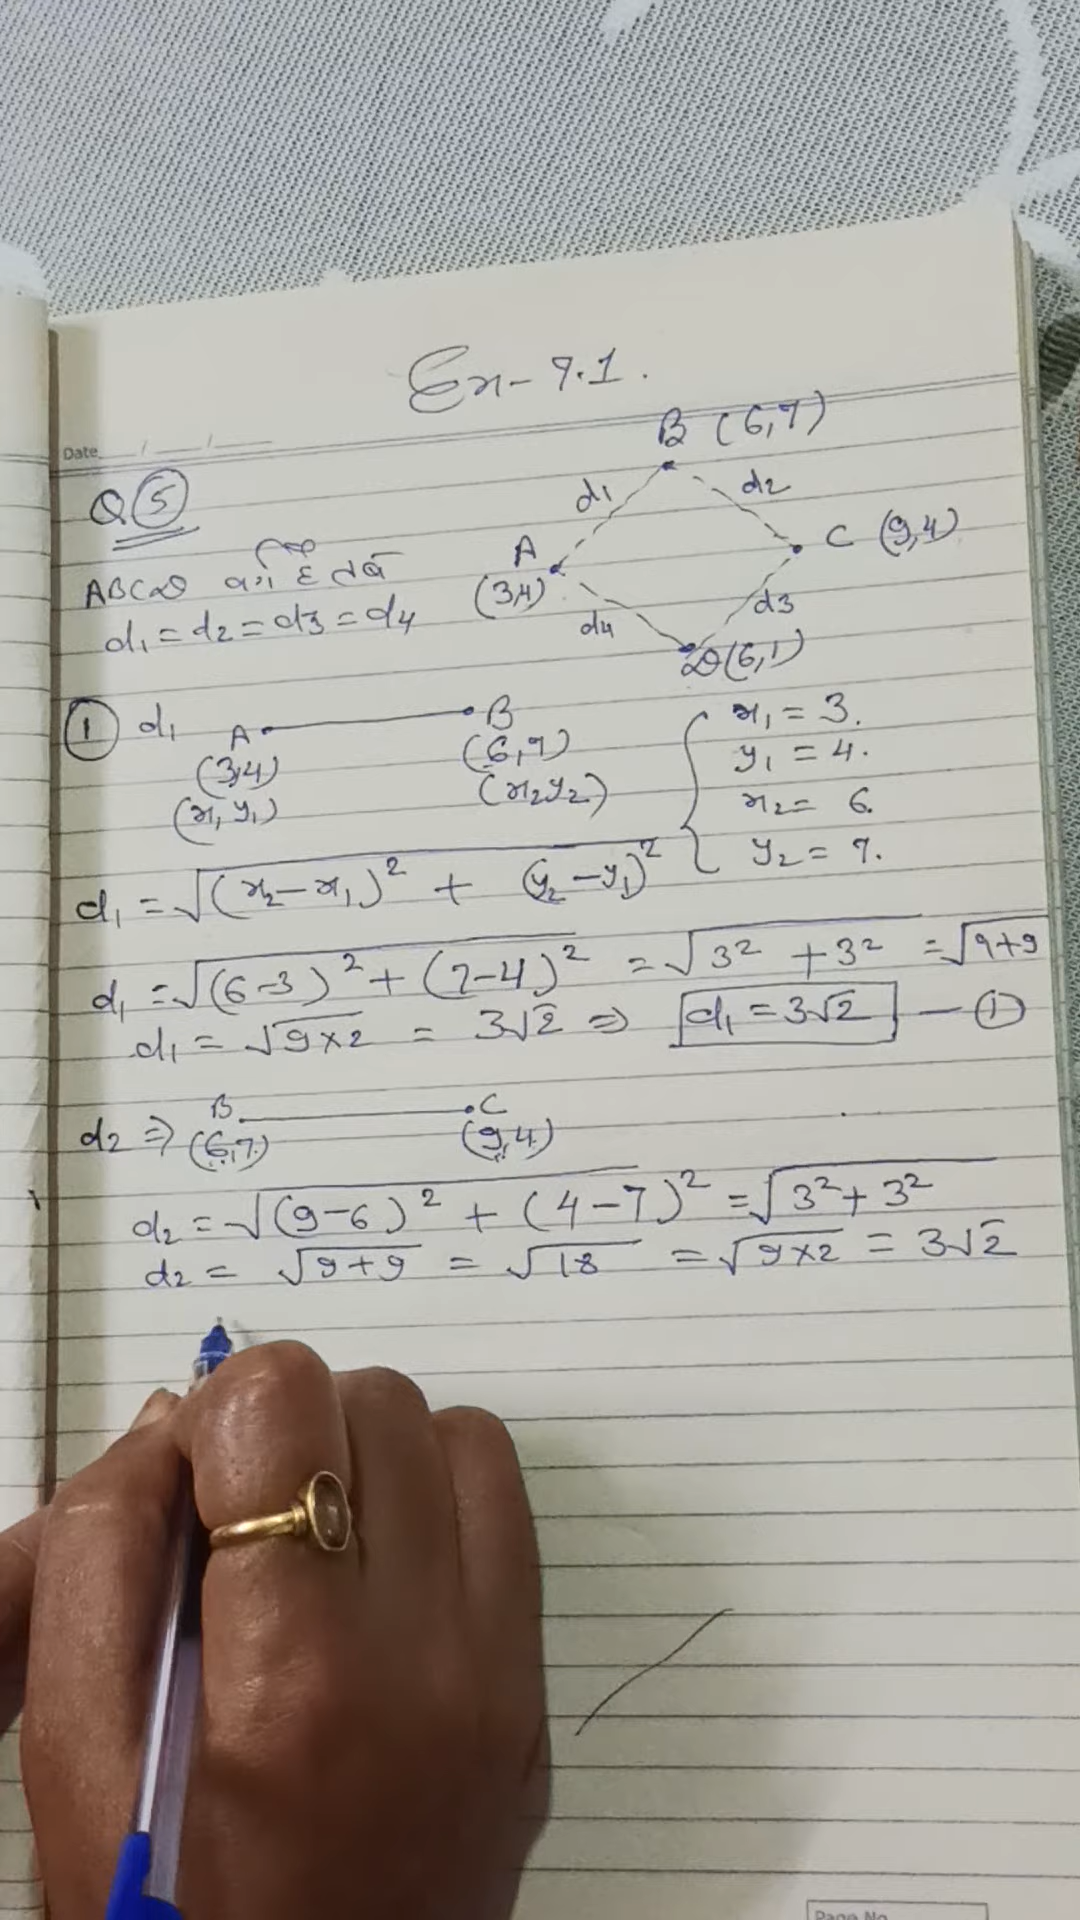 Ex-7.1.
Date
B (6,7)
Q ⑤
d1 d2
A C (9,4)
(3,4)
ABCD वर्ग है तब
d1 = d2 = d3 = d4
d4 d3
D(6,1)
① d1 A B
(3,4) (6,7)
(x1 y1) (x2 y2)
x1 = 3.
y1 = 4.
x2 = 6.
y2 = 7.
d1 = √(x2-x1)² + (y2-y1)²
d1 = √(6-3)² + (7-4)² = √3² + 3² = √9+9
d1 = √9×2 = 3√2 ⇒ d1 = 3√2 — ①
d2 ⇒ B C
(6,7) (9,4)
d2 = √(9-6)² + (4-7)² = √3² + 3²
d2 = √9+9 = √18 = √9×2 = 3√2
Page No.